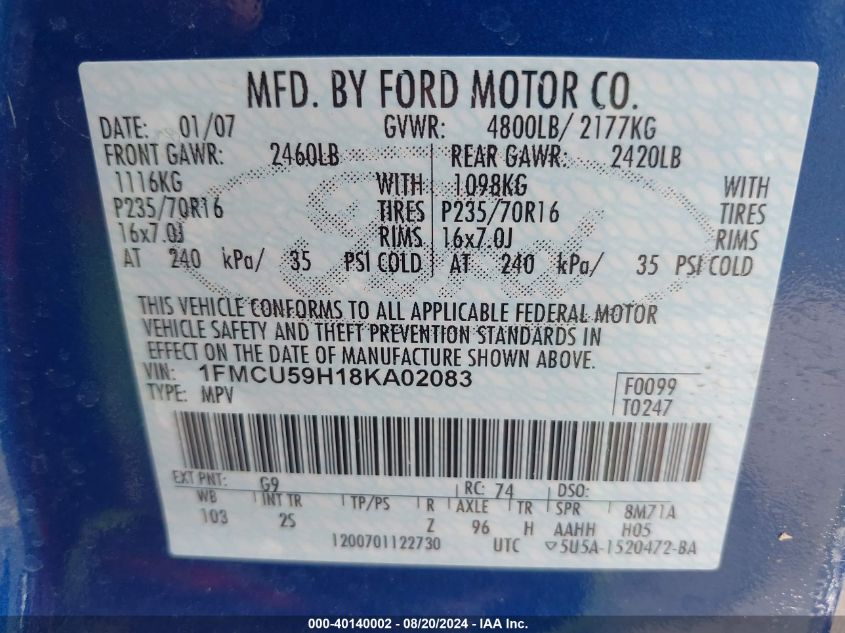 MFD. BY FORD MOTOR CO.
DATE: 01/07 GVWR: 4800LB/ 2177KG
FRONT GAWR: 2460LB REAR GAWR: 2420LB
1116KG WITH 1098KG WITH
P235/70R16 TIRES P235/70R16 TIRES
16x7.0J RIMS 16x7.0J RIMS
AT 240 kPa/ 35 PSI COLD AT 240 kPa/ 35 PSI COLD
THIS VEHICLE CONFORMS TO ALL APPLICABLE FEDERAL MOTOR
VEHICLE SAFETY AND THEFT PREVENTION STANDARDS IN
EFFECT ON THE DATE OF MANUFACTURE SHOWN ABOVE.
VIN: 1FMCU59H18KA02083 F0099
TYPE: MPV T0247
EXT PNT: G9 RC: 74 DSO:
WB INT TR TP/PS R AXLE TR SPR 8M71A
103 2S Z 96 H AAHH H05
1200701122730 UTC ▽5U5A-1520472-BA
000-40140002 - 08/20/2024 - IAAI.com